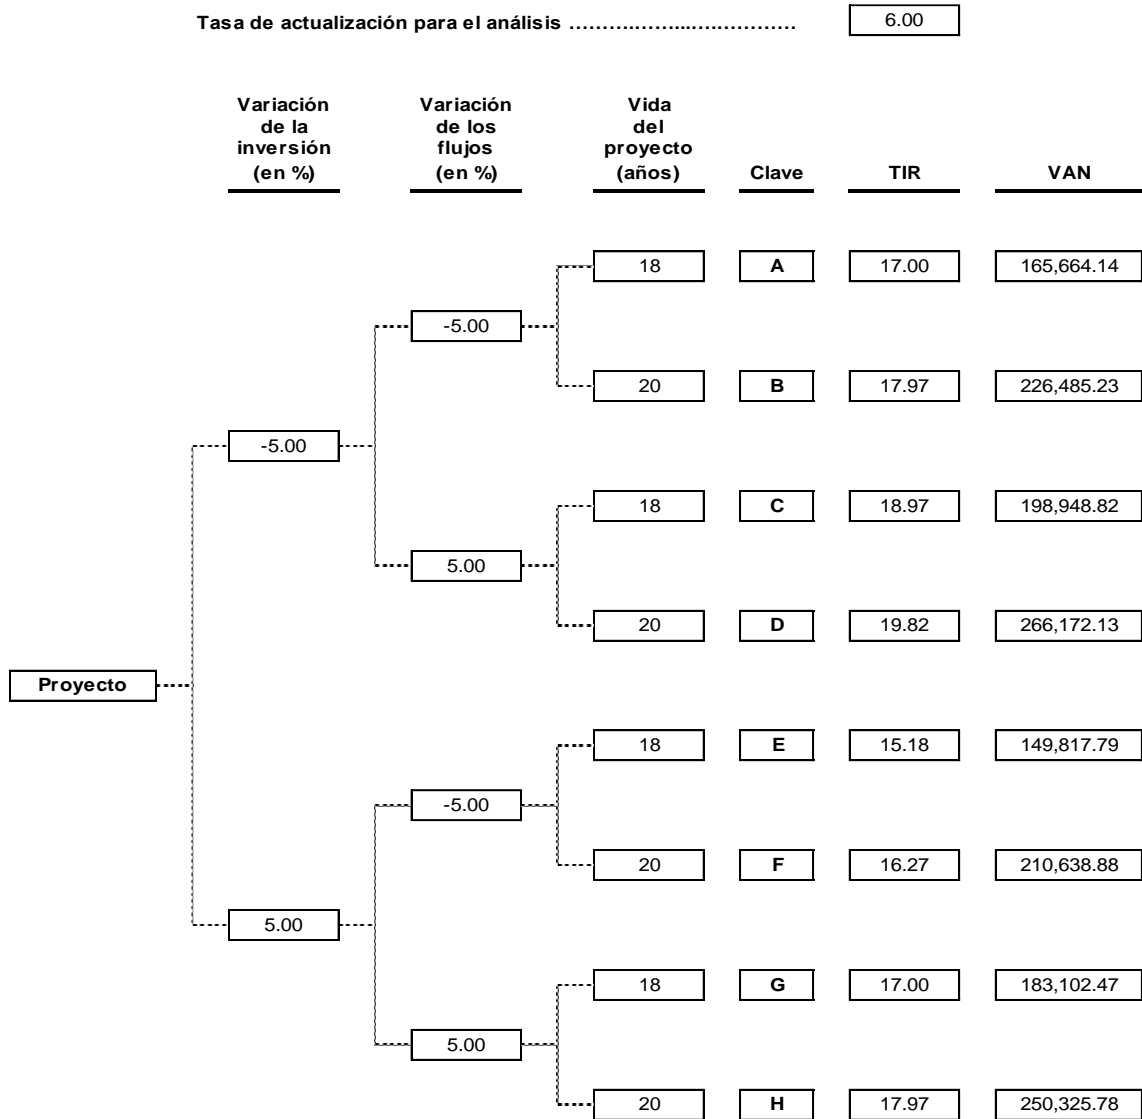 Tasa de actualización para el análisis ……….…….....…….………… 6.00
Variación Variación Vida
de la de los del
inversión flujos proyecto
(en %) (en %) (años) Clave TIR VAN
18 A 17.00 165,664.14
-5.00
20 B 17.97 226,485.23
-5.00
18 C 18.97 198,948.82
5.00
20 D 19.82 266,172.13
Proyecto
18 E 15.18 149,817.79
-5.00
20 F 16.27 210,638.88
5.00
18 G 17.00 183,102.47
5.00
20 H 17.97 250,325.78